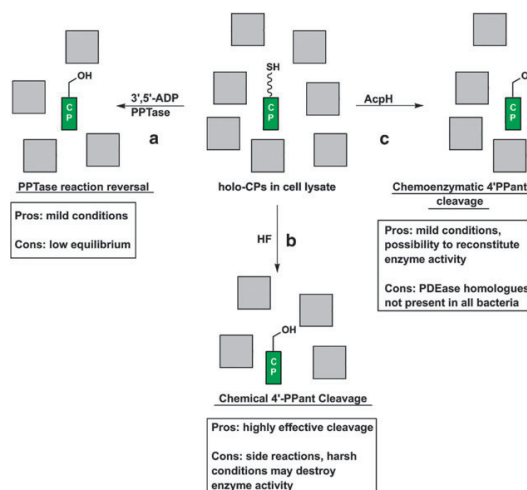 OH
C
P
3',5'-ADP
PPTase
a
PPTase reaction reversal
Pros: mild conditions
Cons: low equilibrium
SH
C
P
holo-CPs in cell lysate
AcpH
c
O
C
P
Chemoenzymatic 4'PPant
cleavage
Pros: mild conditions,
possibility to reconstitute
enzyme activity
Cons: PDEase homologues
not present in all bacteria
HF
b
OH
C
P
Chemical 4'-PPant Cleavage
Pros: highly effective cleavage
Cons: side reactions, harsh
conditions may destroy
enzyme activity